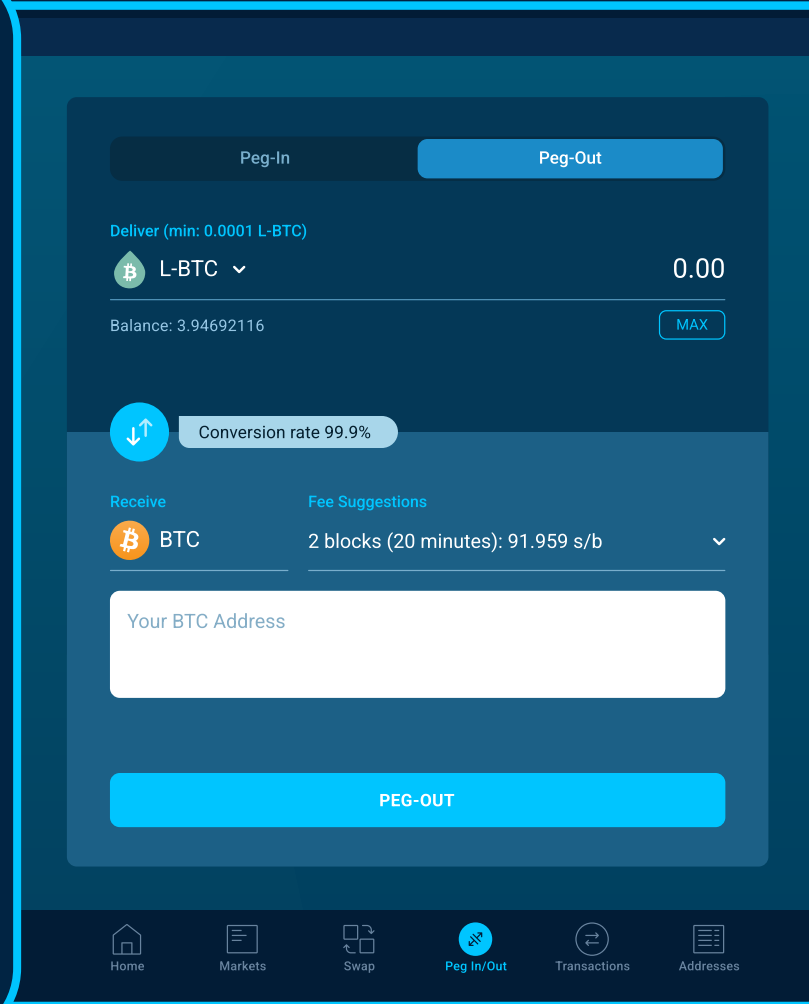 Peg-In Peg-Out
Deliver (min: 0.0001 L-BTC)
L-BTC 0.00
Balance: 3.94692116 MAX
Conversion rate 99.9%
Receive Fee Suggestions
BTC 2 blocks (20 minutes): 91.959 s/b
Your BTC Address
PEG-OUT
Home Markets Swap Peg In/Out Transactions Addresses